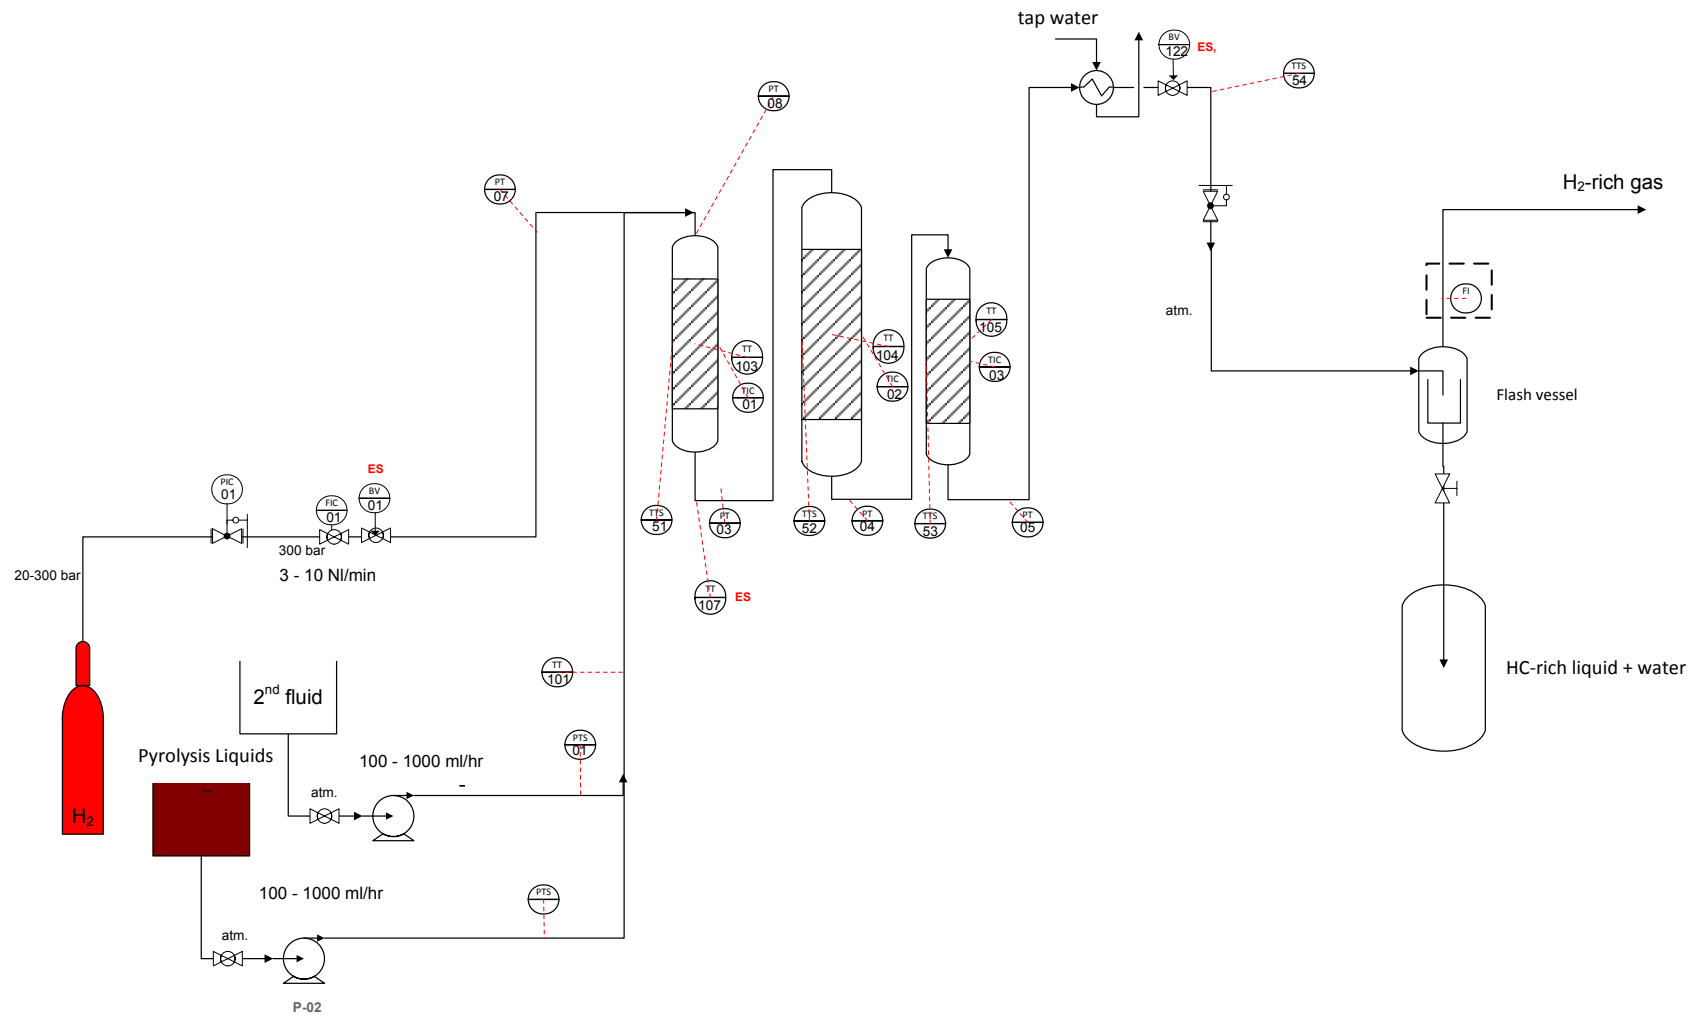 tap water
BV
122
ES,
TTS
54
PT
08
PT
07
H2-rich gas
FI
atm.
TT
105
TT
103
TT
104
TIC
03
TIC
01
TIC
02
Flash vessel
ES
PIC
01
BV
01
FIC
01
TTS
51
PT
03
TTS
52
PT
04
TTS
53
PT
05
300 bar
20-300 bar
3 - 10 Nl/min
TT
107
ES
TT
101
HC-rich liquid + water
2nd fluid
PTS
01
Pyrolysis Liquids
100 - 1000 ml/hr
-
atm.
H2
100 - 1000 ml/hr
PTS
atm.
P-02